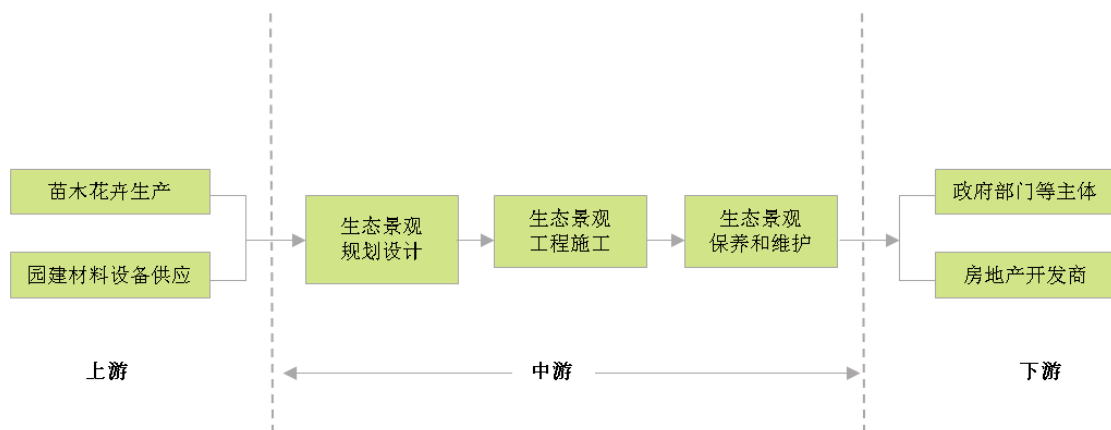 苗木花卉生产
园建材料设备供应
生态景观
规划设计
生态景观
工程施工
生态景观
保养和维护
政府部门等主体
房地产开发商
上游
中游
下游